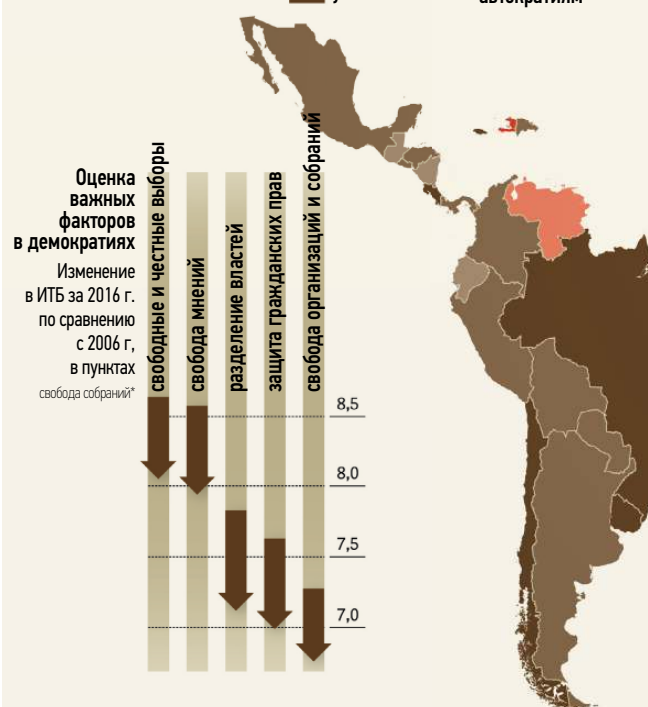 автократиям
Оценка
важных
факторов
в демократиях
Изменение
в ИТБ за 2016 г.
по сравнению
с 2006 г,
в пунктах
свобода собраний*
свободные и честные выборы
свобода мнений
разделение властей
защита гражданских прав
свобода организаций и собраний
8,5
8,0
7,5
7,0